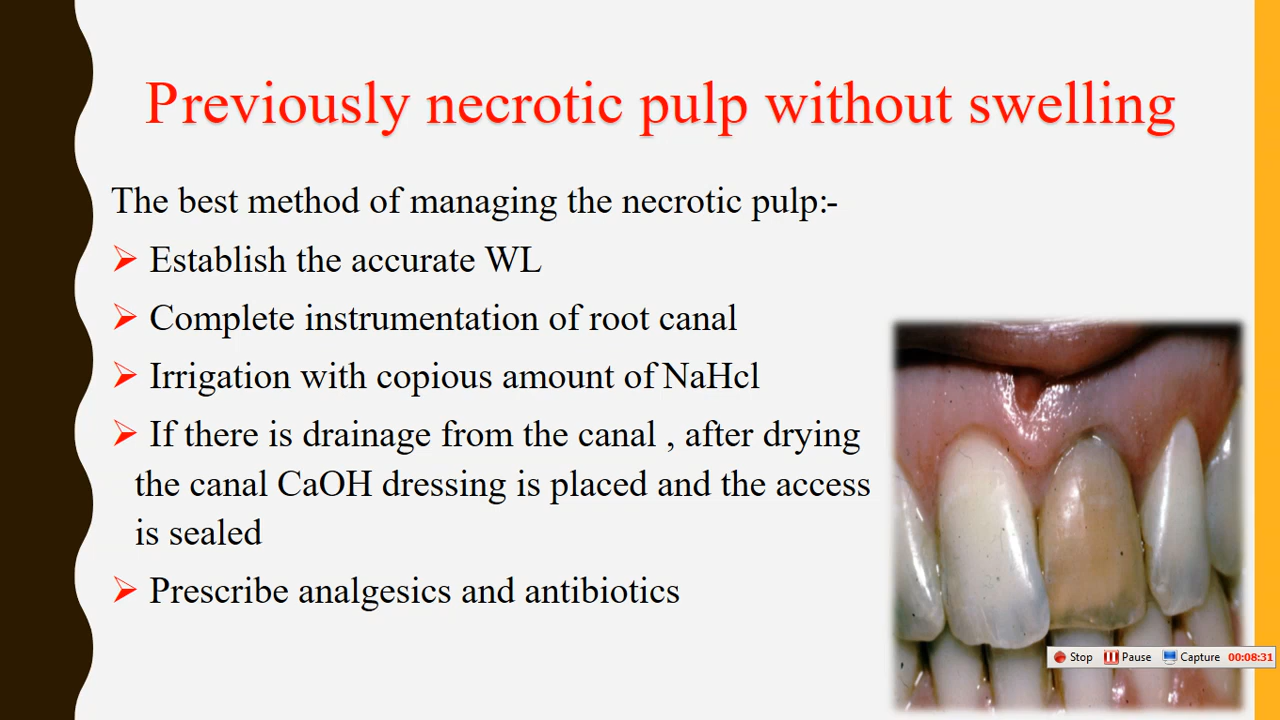 Previously necrotic pulp without swelling
The best method of managing the necrotic pulp:-
Establish the accurate WL
Complete instrumentation of root canal
Irrigation with copious amount of NaHcl
If there is drainage from the canal , after drying
the canal CaOH dressing is placed and the access
is sealed
Prescribe analgesics and antibiotics
Stop Pause Capture 00:08:31